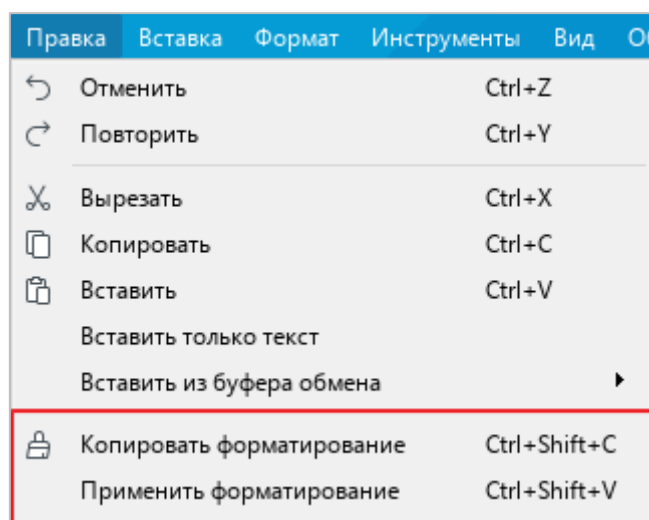 Правка Вставка Формат Инструменты Вид
Отменить Ctrl+Z
Повторить Ctrl+Y
Вырезать Ctrl+X
Копировать Ctrl+C
Вставить Ctrl+V
Вставить только текст
Вставить из буфера обмена
Копировать форматирование Ctrl+Shift+C
Применить форматирование Ctrl+Shift+V